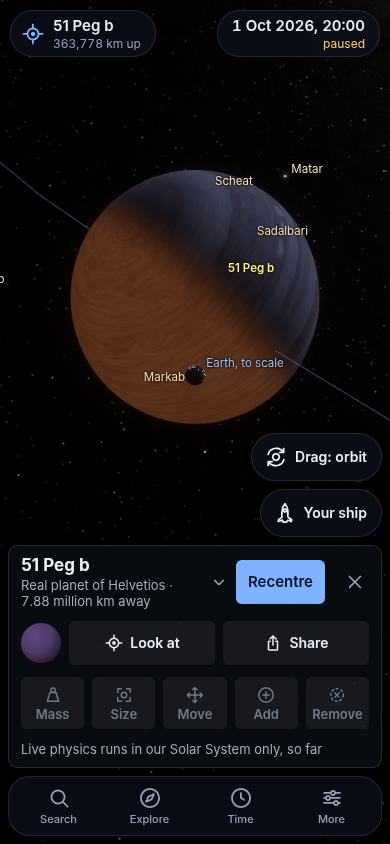 51 Peg b
363,778 km up
1 Oct 2026, 20:00
paused
Matar
Scheat
Sadalbari
51 Peg b
b
Earth, to scale
Markab
Drag: orbit
Your ship
51 Peg b
Real planet of Helvetios ·
7.88 million km away
Recentre
Look at
Share
Mass
Size
Move
Add
Remove
Live physics runs in our Solar System only, so far
Search
Explore
Time
More